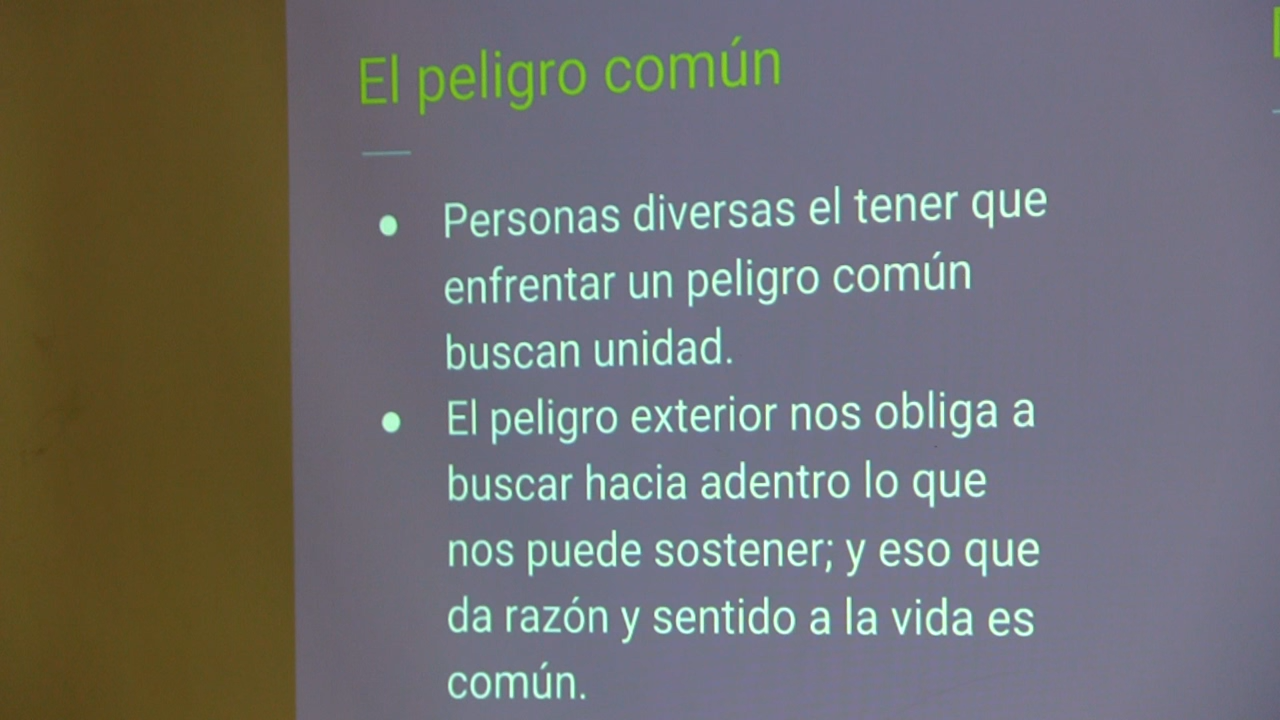 El peligro común
● Personas diversas el tener que
enfrentar un peligro común
buscan unidad.
● El peligro exterior nos obliga a
buscar hacia adentro lo que
nos puede sostener; y eso que
da razón y sentido a la vida es
común.